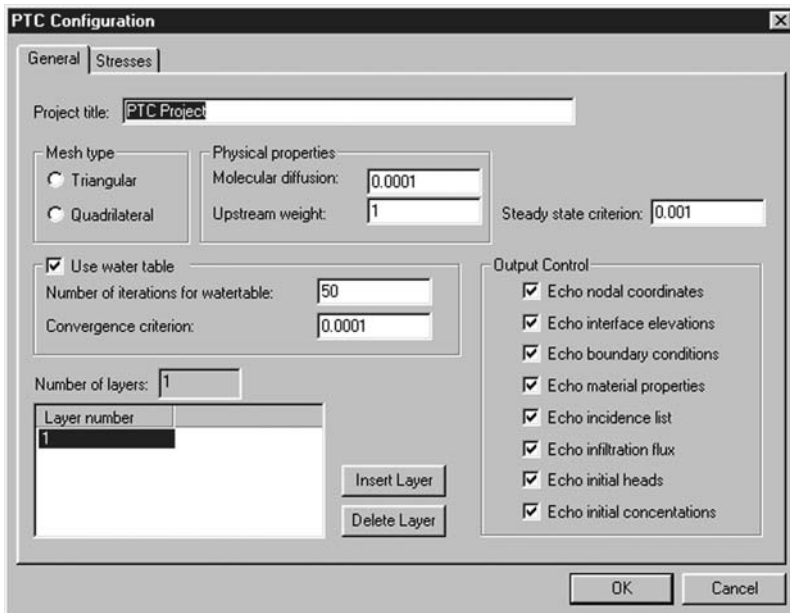 PTC Configuration
General
Stresses
Project title: PTC Project
Mesh type
Triangular
Quadrilateral
Physical properties
Molecular diffusion: 0.0001
Upstream weight: 1
Steady state criterion: 0.001
Use water table
Number of iterations for watertable: 50
Convergence criterion: 0.0001
Number of layers: 1
Layer number
1
Insert Layer
Delete Layer
Output Control
Echo nodal coordinates
Echo interface elevations
Echo boundary conditions
Echo material properties
Echo incidence list
Echo infiltration flux
Echo initial heads
Echo initial concentations
OK
Cancel